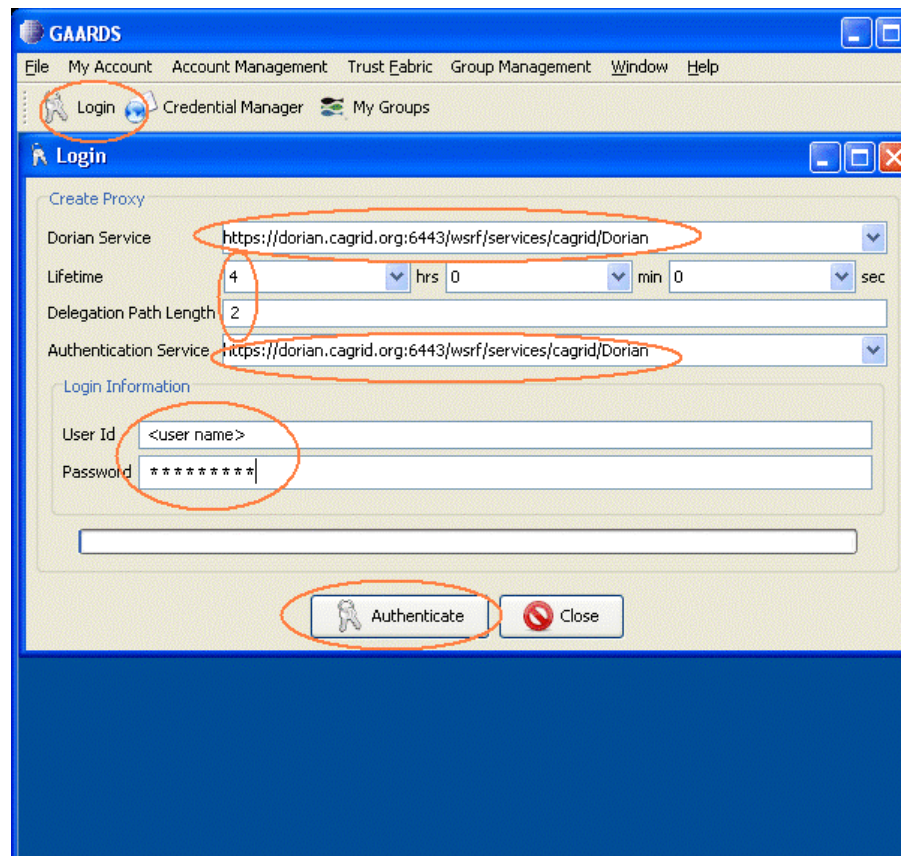 GAARDS
File My Account Account Management Trust Fabric Group Management Window Help
Login Credential Manager My Groups
Login
Create Proxy
Dorian Service https://dorian.cagrid.org:6443/wsrf/services/cagrid/Dorian
Lifetime 4 hrs 0 min 0 sec
Delegation Path Length 2
Authentication Service https://dorian.cagrid.org:6443/wsrf/services/cagrid/Dorian
Login Information
User Id <user name>
Password *********
Authenticate Close